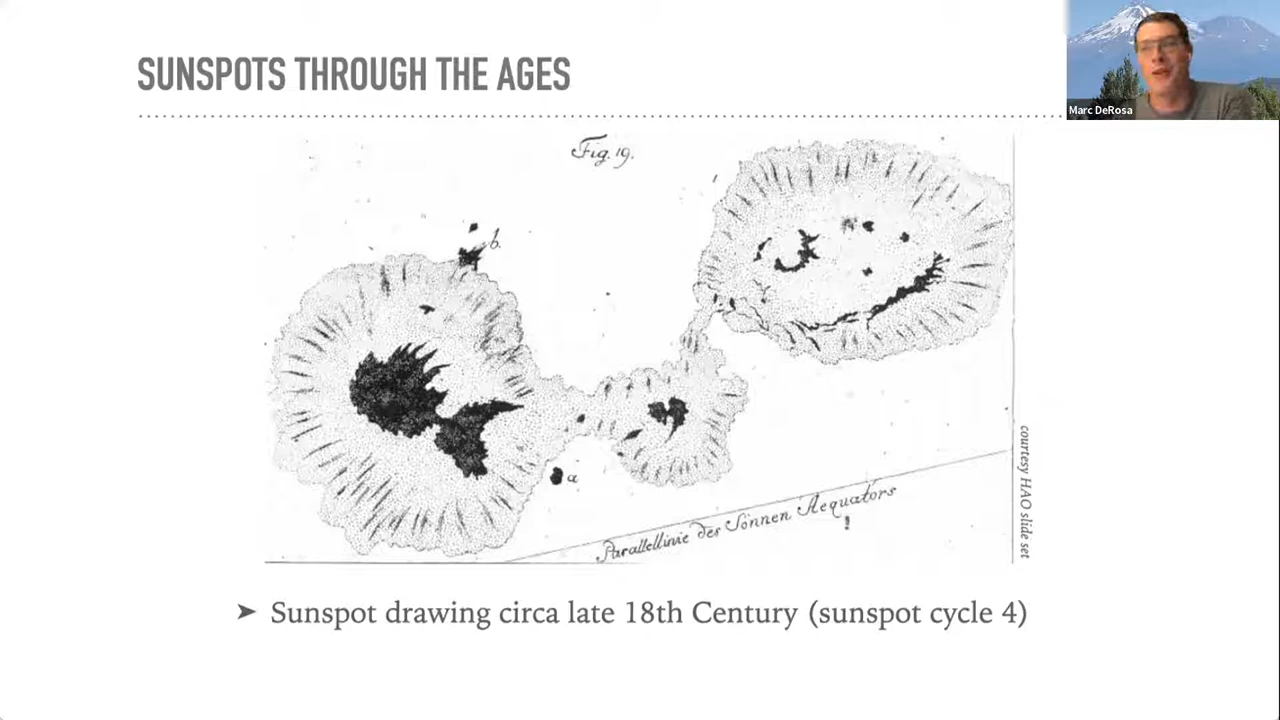 SUNSPOTS THROUGH THE AGES
Marc DeRosa
Fig. 19.
b.
a
Parallellinie des Sonnen Aequators
courtesy HAO slide set
➤ Sunspot drawing circa late 18th Century (sunspot cycle 4)